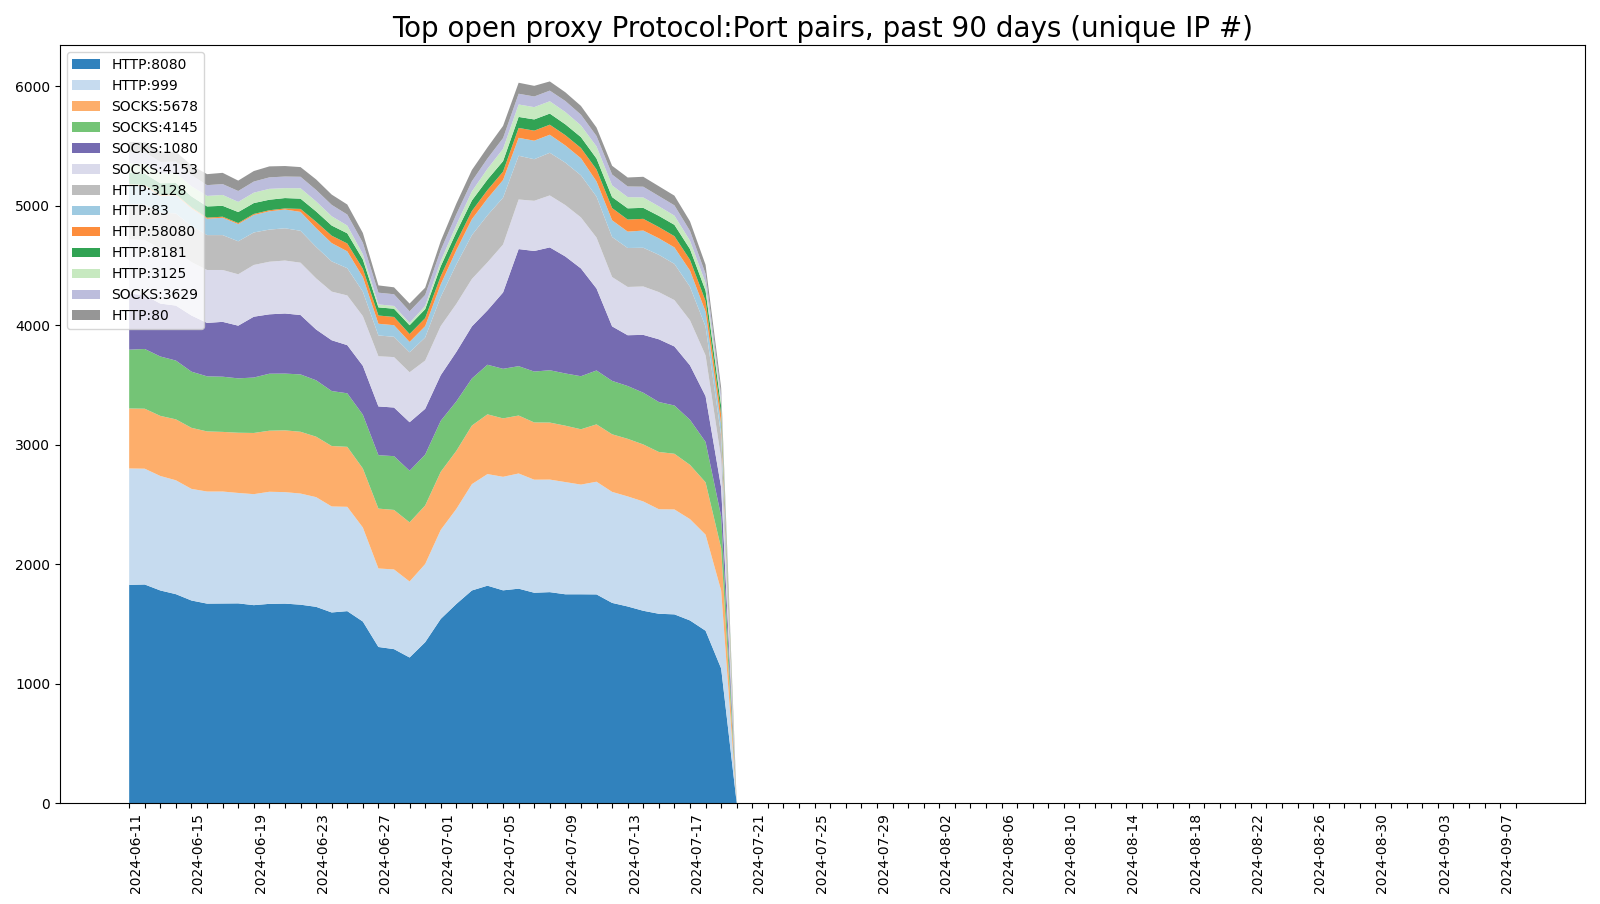 Top open proxy Protocol:Port pairs, past 90 days (unique IP #)
HTTP:8080
HTTP:999
SOCKS:5678
SOCKS:4145
SOCKS:1080
SOCKS:4153
HTTP:3128
HTTP:83
HTTP:58080
HTTP:8181
HTTP:3125
SOCKS:3629
HTTP:80
6000
5000
4000
3000
2000
1000
0
2024-06-11
2024-06-15
2024-06-19
2024-06-23
2024-06-27
2024-07-01
2024-07-05
2024-07-09
2024-07-13
2024-07-17
2024-07-21
2024-07-25
2024-07-29
2024-08-02
2024-08-06
2024-08-10
2024-08-14
2024-08-18
2024-08-22
2024-08-26
2024-08-30
2024-09-03
2024-09-07